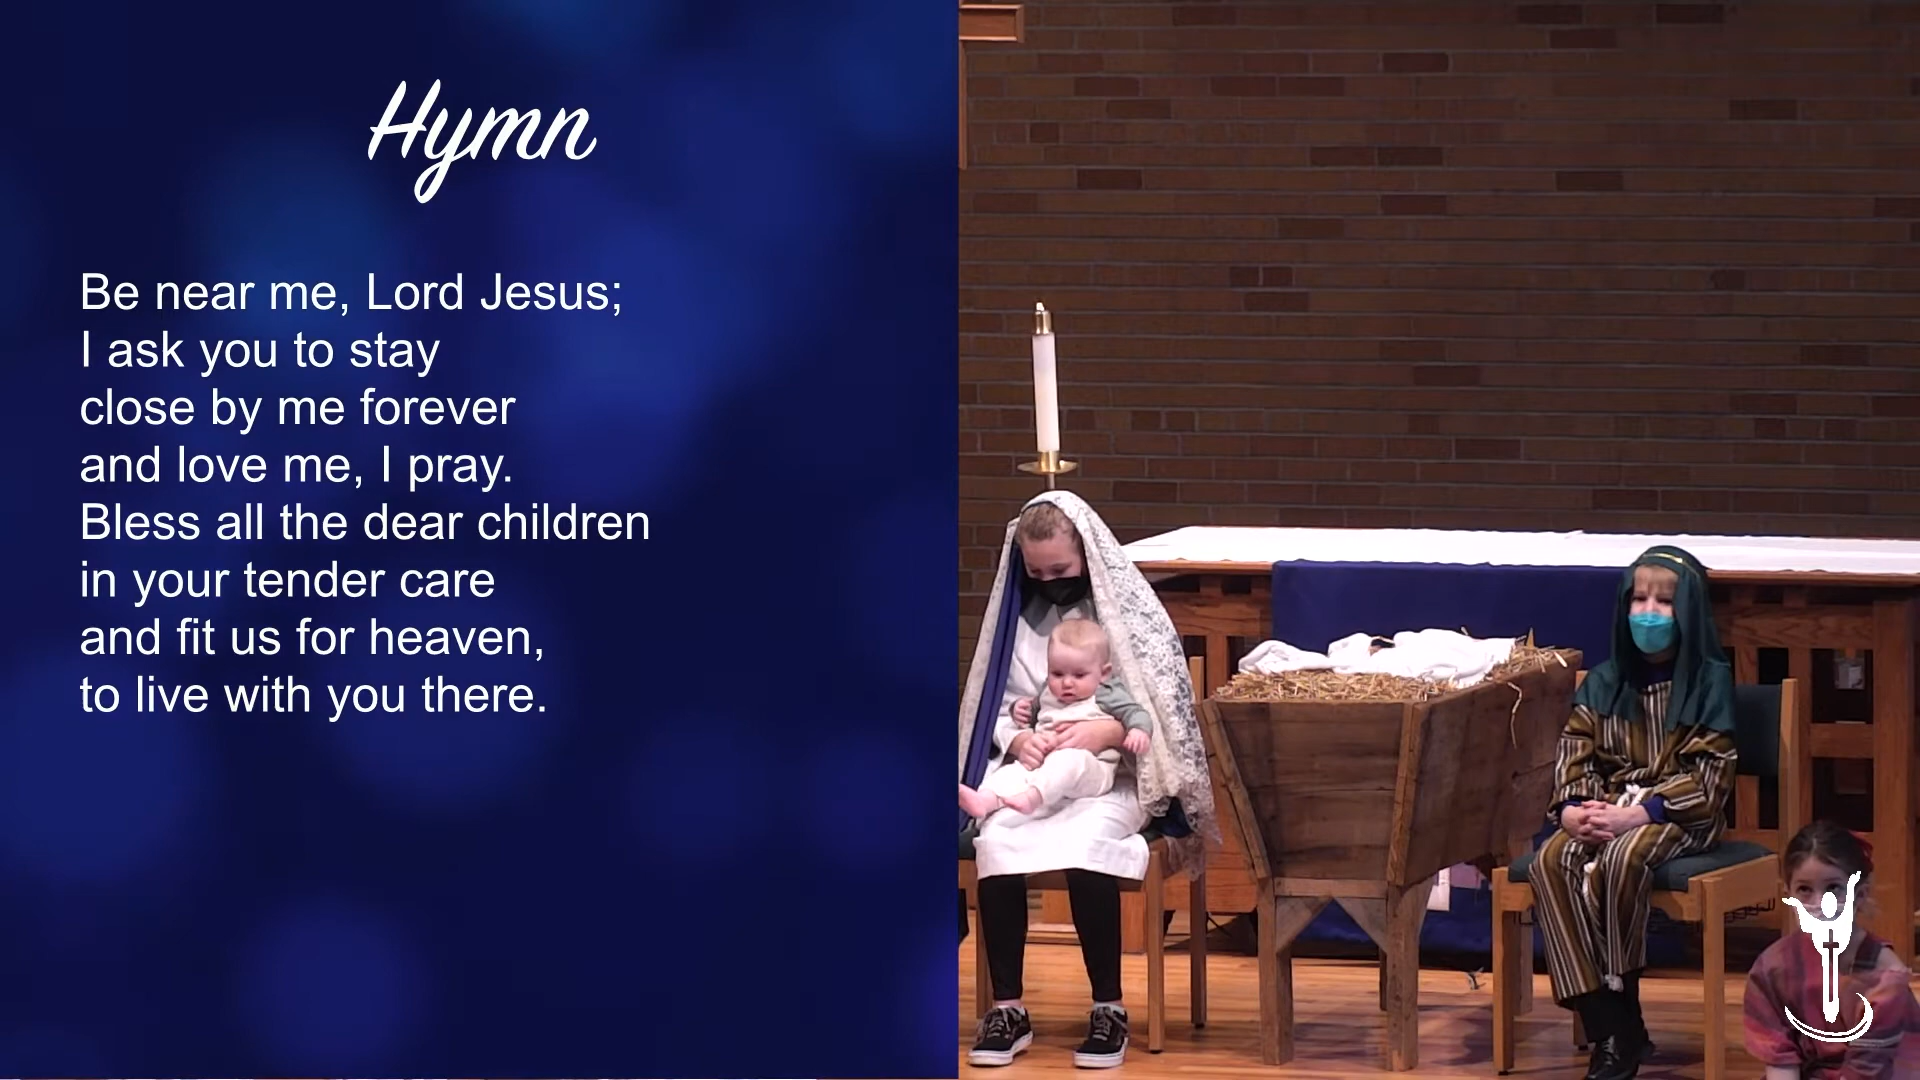 Hymn
Be near me, Lord Jesus;
I ask you to stay
close by me forever
and love me, I pray.
Bless all the dear children
in your tender care
and fit us for heaven,
to live with you there.